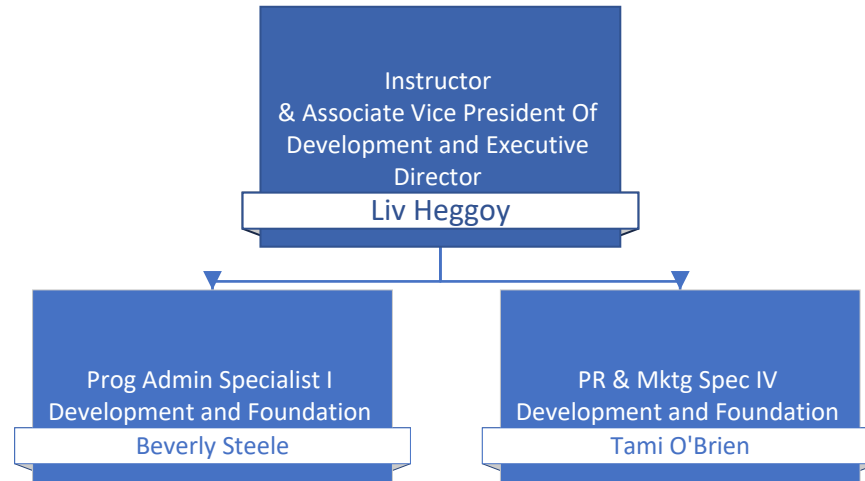 Instructor
& Associate Vice President Of
Development and Executive
Director
Liv Heggoy
Prog Admin Specialist I
Development and Foundation
Beverly Steele
PR & Mktg Spec IV
Development and Foundation
Tami O'Brien